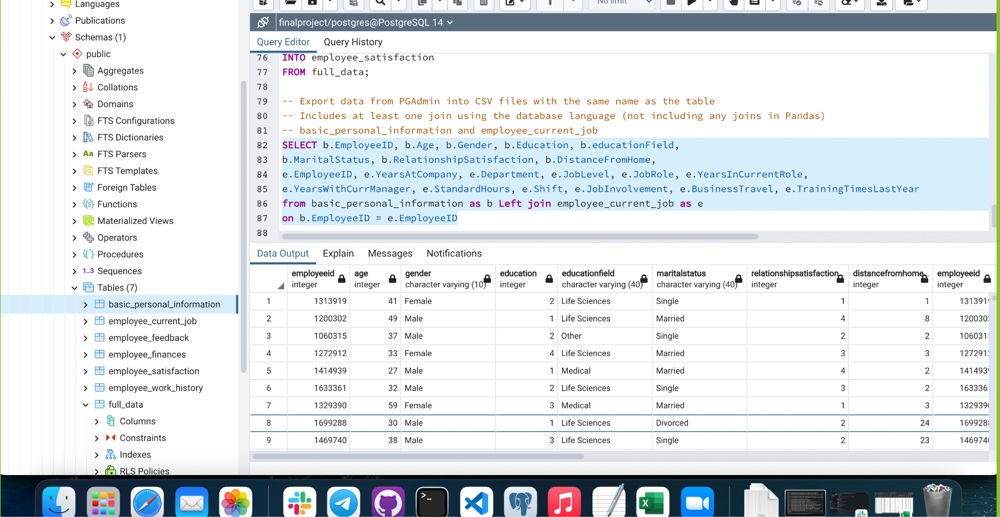 Languages
Publications
Schemas (1)
public
Aggregates
Collations
Domains
FTS Configurations
FTS Dictionaries
Aa FTS Parsers
FTS Templates
Foreign Tables
Functions
Materialized Views
Operators
Procedures
1..3 Sequences
Tables (7)
basic_personal_information
employee_current_job
employee_feedback
employee_finances
employee_satisfaction
employee_work_history
full_data
Columns
Constraints
Indexes
RLS Policies
No limit
finalproject/postgres@PostgreSQL 14
Query Editor Query History
76 INTO employee_satisfaction
77 FROM full_data;
78
79 -- Export data from PGAdmin into CSV files with the same name as the table
80 -- Includes at least one join using the database language (not including any joins in Pandas)
81 -- basic_personal_information and employee_current_job
82 SELECT b.EmployeeID, b.Age, b.Gender, b.Education, b.educationField,
83 b.MaritalStatus, b.RelationshipSatisfaction, b.DistanceFromHome,
84 e.EmployeeID, e.YearsAtCompany, e.Department, e.JobLevel, e.JobRole, e.YearsInCurrentRole,
85 e.YearsWithCurrManager, e.StandardHours, e.Shift, e.JobInvolvement, e.BusinessTravel, e.TrainingTimesLastYear
86 from basic_personal_information as b Left join employee_current_job as e
87 on b.EmployeeID = e.EmployeeID
88
Data Output Explain Messages Notifications
employeeid age gender education educationfield maritalstatus relationshipsatisfaction distancefromhome employeeid
integer integer character varying (10) integer character varying (40) character varying (40) integer integer integer
1 1313919 41 Female 2 Life Sciences Single 1 1 131391
2 1200302 49 Male 1 Life Sciences Married 4 8 120030
3 1060315 37 Male 2 Other Single 2 2 106031
4 1272912 33 Female 4 Life Sciences Married 3 3 127291
5 1414939 27 Male 1 Medical Married 4 2 141493
6 1633361 32 Male 2 Life Sciences Single 3 2 163336
7 1329390 59 Female 3 Medical Married 1 3 132939
8 1699288 30 Male 1 Life Sciences Divorced 2 24 169928
9 1469740 38 Male 3 Life Sciences Single 2 23 146974
>_
X
CSV